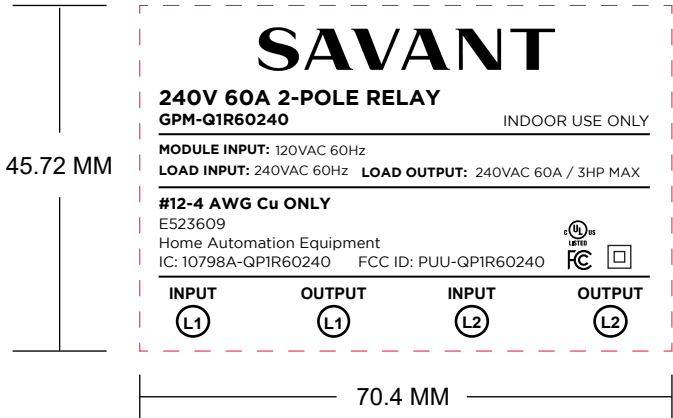 SAVANT
240V 60A 2-POLE RELAY
GPM-Q1R60240 INDOOR USE ONLY
MODULE INPUT: 120VAC 60Hz
45.72 MM
LOAD INPUT: 240VAC 60Hz LOAD OUTPUT: 240VAC 60A / 3HP MAX
#12-4 AWG Cu ONLY
E523609
Home Automation Equipment
IC: 10798A-QP1R60240 FCC ID: PUU-QP1R60240
C UL US
LISTED
FC
INPUT OUTPUT INPUT OUTPUT
L1 L1 L2 L2
70.4 MM